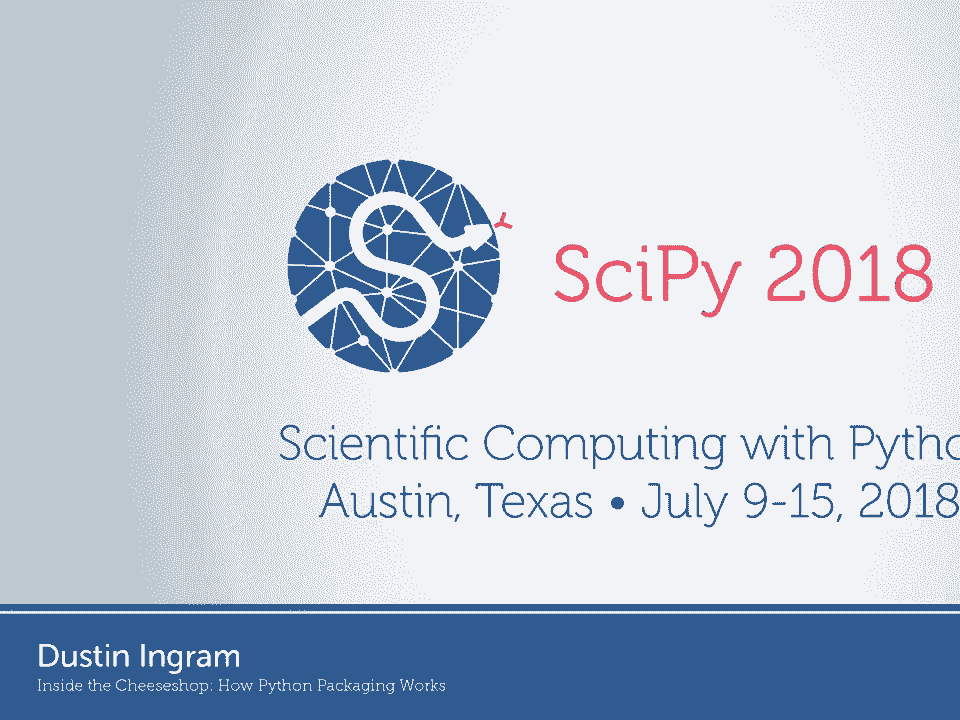 SciPy 2018
Scientific Computing with Pytho
Austin, Texas • July 9-15, 2018
Dustin Ingram
Inside the Cheeseshop: How Python Packaging Works